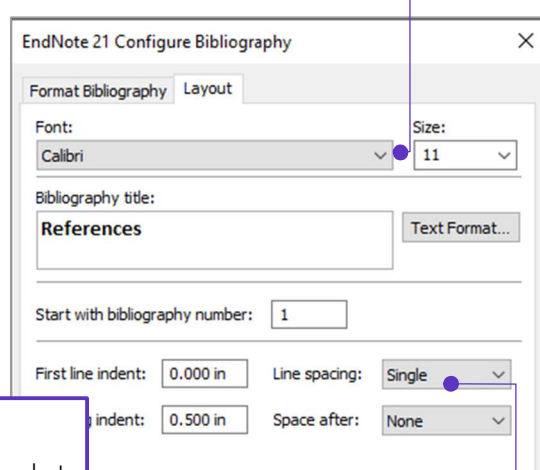 EndNote 21 Configure Bibliography
Format Bibliography Layout
Font: Size:
Calibri 11
Bibliography title:
References Text Format...
Start with bibliography number: 1
First line indent: 0.000 in Line spacing: Single
indent: 0.500 in Space after: None